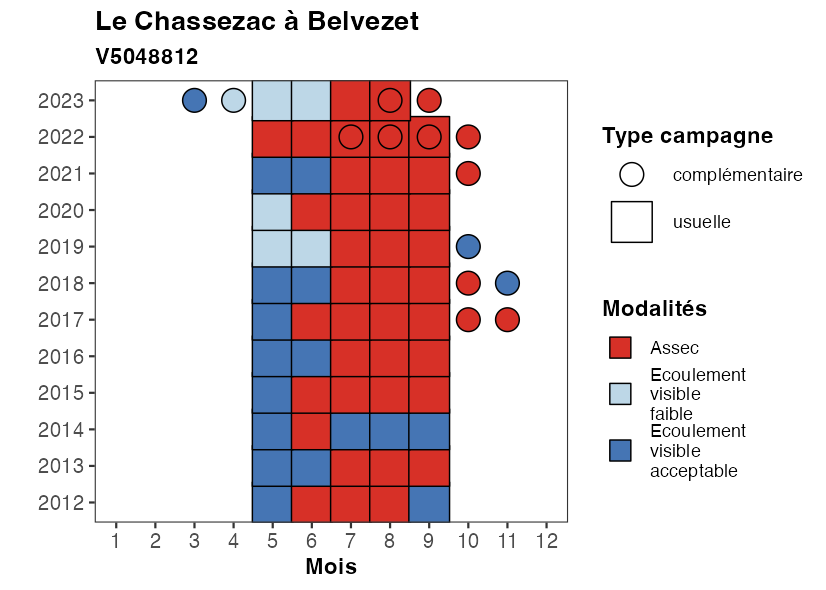 Le Chassezac à Belvezet
V5048812
2023
2022
2021
2020
2019
2018
2017
2016
2015
2014
2013
2012
1 2 3 4 5 6 7 8 9 10 11 12
Mois
Type campagne
complémentaire
usuelle
Modalités
Assec
Ecoulement
visible
faible
Ecoulement
visible
acceptable